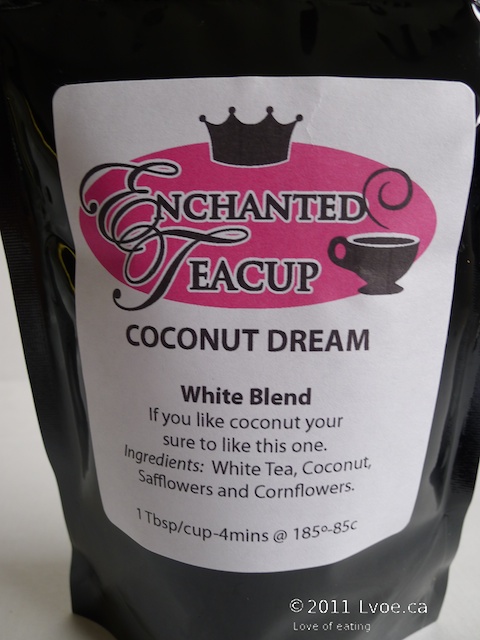 ENCHANTED
TEACUP
COCONUT DREAM
White Blend
If you like coconut your
sure to like this one.
Ingredients: White Tea, Coconut,
Safflowers and Cornflowers.
1 Tbsp/cup-4mins @ 185º-85c
©2011 Lvoe.ca
Love of eating